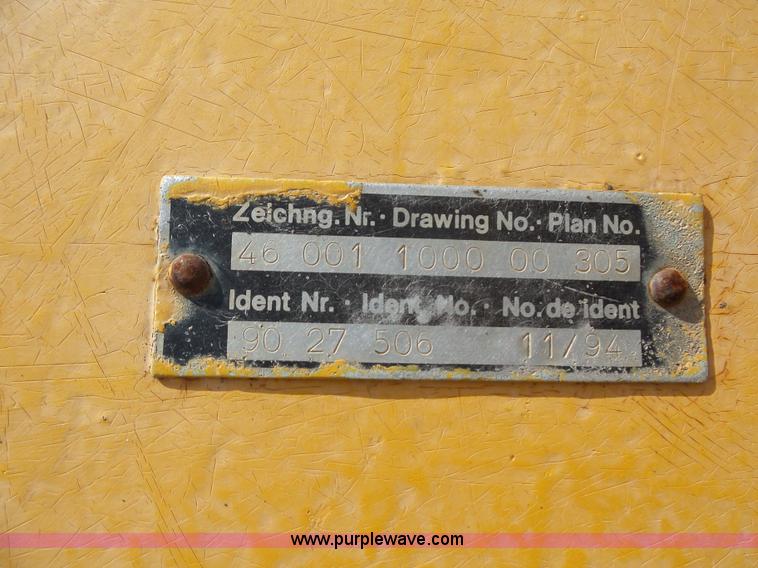 Zeichng. Nr. · Drawing No. · Plan No.
46 001 1000 00 305
Ident Nr. · Ident. No. · No. de ident
90 27 506 11/94
www.purplewave.com